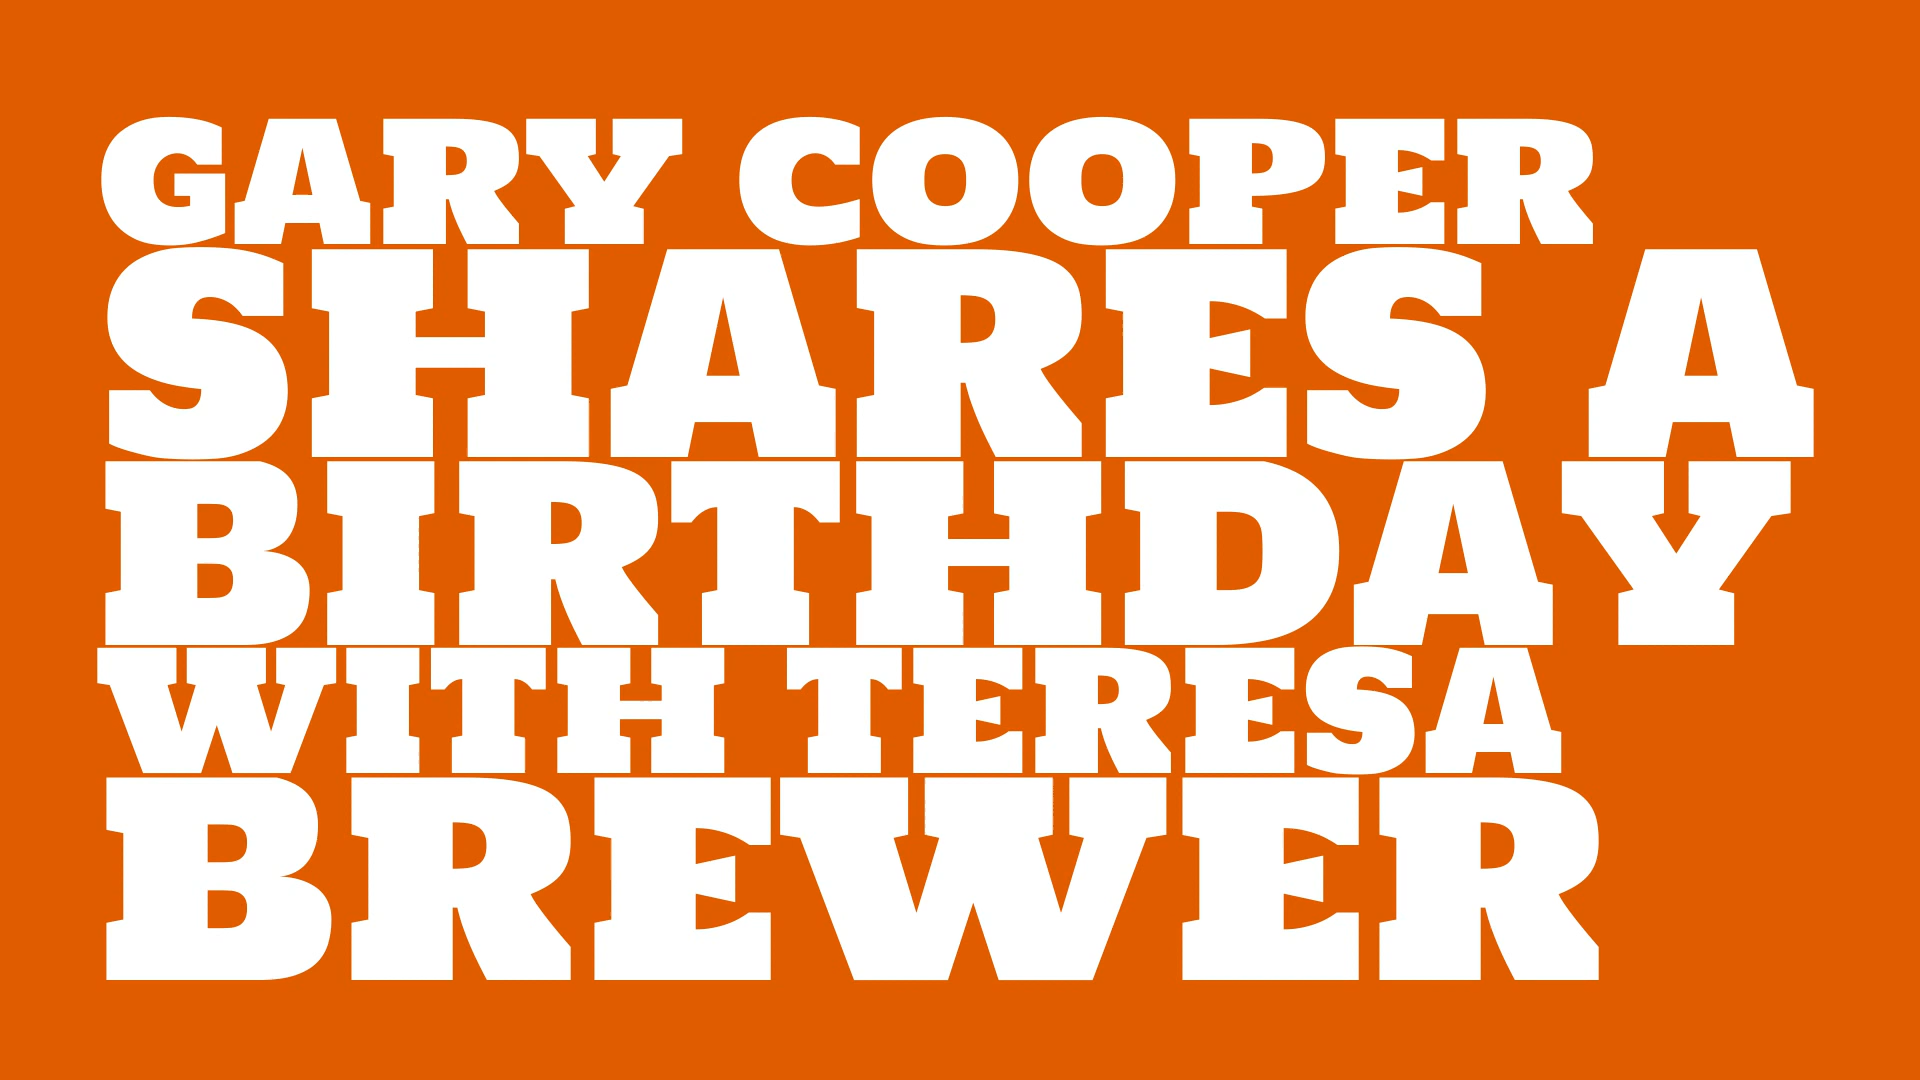 GARY COOPER
SHARES A
BIRTHDAY
WITH TERESA
BREWER